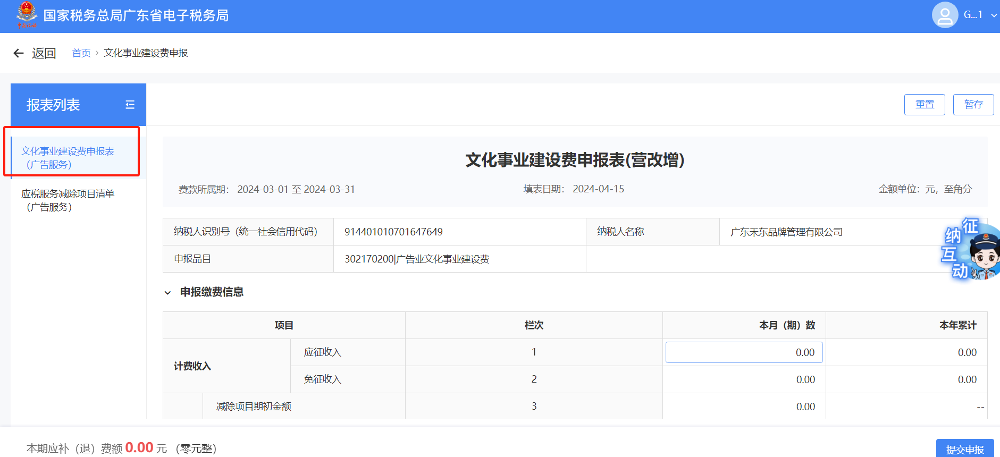 国家税务总局广东省电子税务局
G...1
返回 首页 > 文化事业建设费申报
报表列表
重置 暂存
文化事业建设费申报表
（广告服务）
应税服务减除项目清单
（广告服务）
文化事业建设费申报表(营改增)
费款所属期： 2024-03-01 至 2024-03-31 填表日期： 2024-04-15 金额单位：元，至角分
纳税人识别号（统一社会信用代码） 914401010701647649 纳税人名称 广东禾东品牌管理有限公司
申报品目 302170200|广告业文化事业建设费
征纳互动
申报缴费信息
项目 栏次 本月（期）数 本年累计
计费收入 应征收入 1 0.00 0.00
免征收入 2 0.00 0.00
减除项目期初金额 3 0.00 --
本期应补（退）费额 0.00 元 （零元整）
提交申报